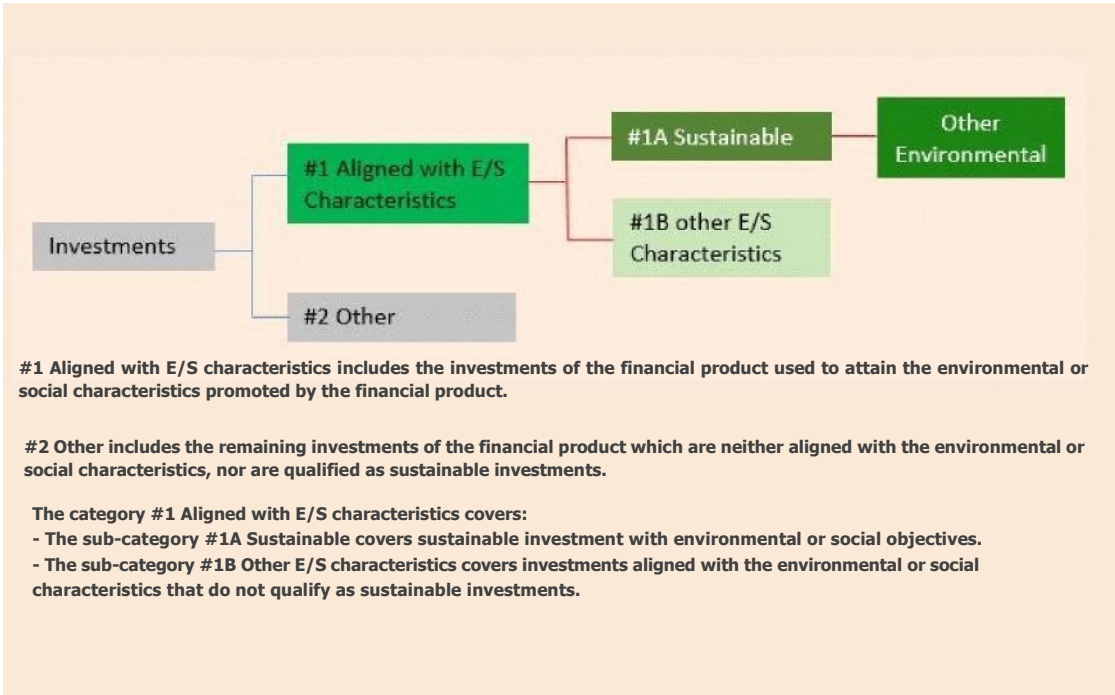 Other
Environmental
#1A Sustainable
#1 Aligned with E/S
Characteristics
#1B other E/S
Characteristics
Investments
#2 Other
#1 Aligned with E/S characteristics includes the investments of the financial product used to attain the environmental or
social characteristics promoted by the financial product.
#2 Other includes the remaining investments of the financial product which are neither aligned with the environmental or
social characteristics, nor are qualified as sustainable investments.
The category #1 Aligned with E/S characteristics covers:
- The sub-category #1A Sustainable covers sustainable investment with environmental or social objectives.
- The sub-category #1B Other E/S characteristics covers investments aligned with the environmental or social
characteristics that do not qualify as sustainable investments.